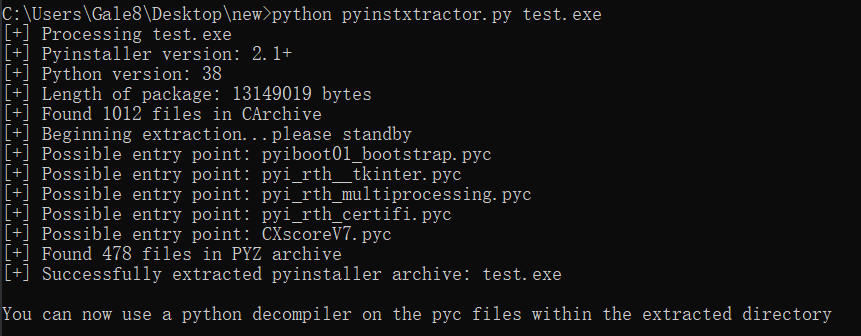 C:\Users\Gale8\Desktop\new>python pyinstxtractor.py test.exe
[+] Processing test.exe
[+] Pyinstaller version: 2.1+
[+] Python version: 38
[+] Length of package: 13149019 bytes
[+] Found 1012 files in CArchive
[+] Beginning extraction...please standby
[+] Possible entry point: pyiboot01_bootstrap.pyc
[+] Possible entry point: pyi_rth__tkinter.pyc
[+] Possible entry point: pyi_rth_multiprocessing.pyc
[+] Possible entry point: pyi_rth_certifi.pyc
[+] Possible entry point: CXscoreV7.pyc
[+] Found 478 files in PYZ archive
[+] Successfully extracted pyinstaller archive: test.exe
You can now use a python decompiler on the pyc files within the extracted directory